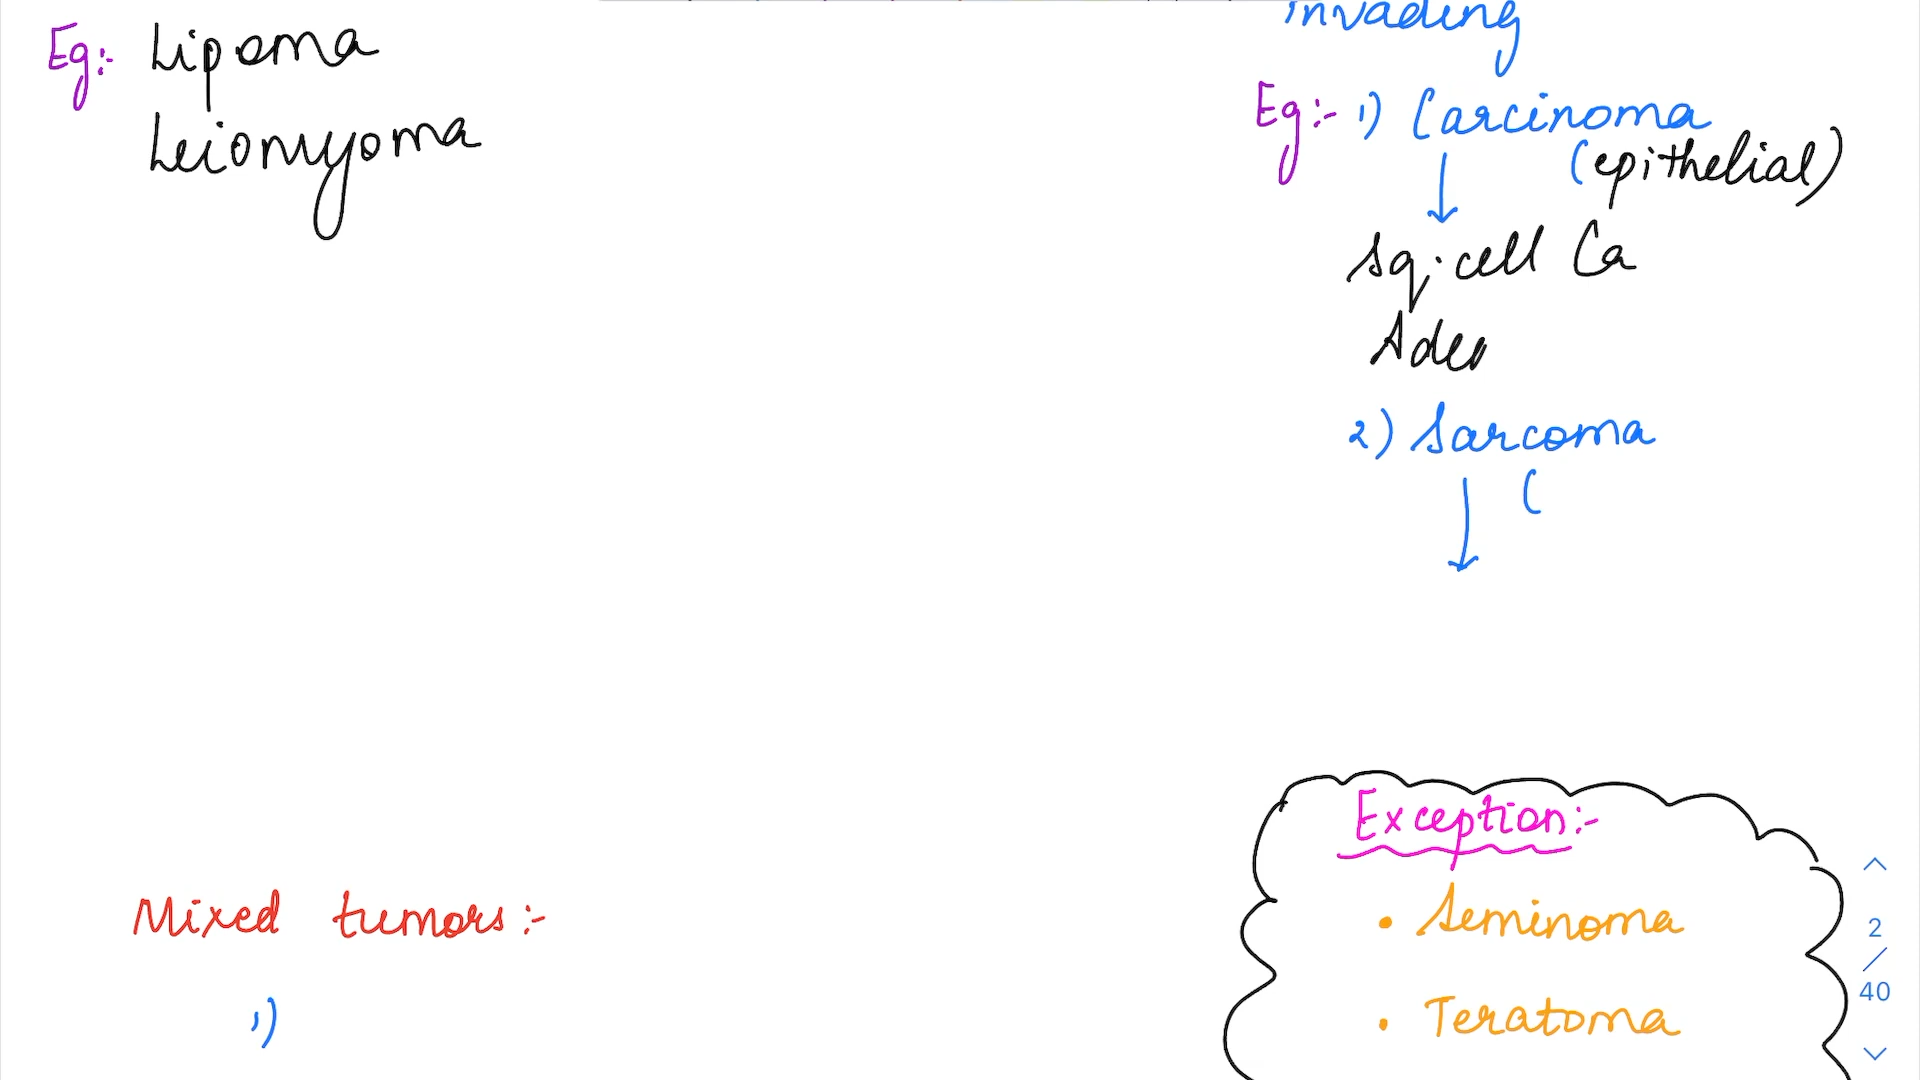 Eg:- Lipoma
Leiomyoma
invading
Eg:- 1) Carcinoma
(epithelial)
Sq. cell Ca
Aden
2) Sarcoma
(
Exception:-
• Seminoma
• Teratoma
Mixed tumors:-
1)
2
/
40